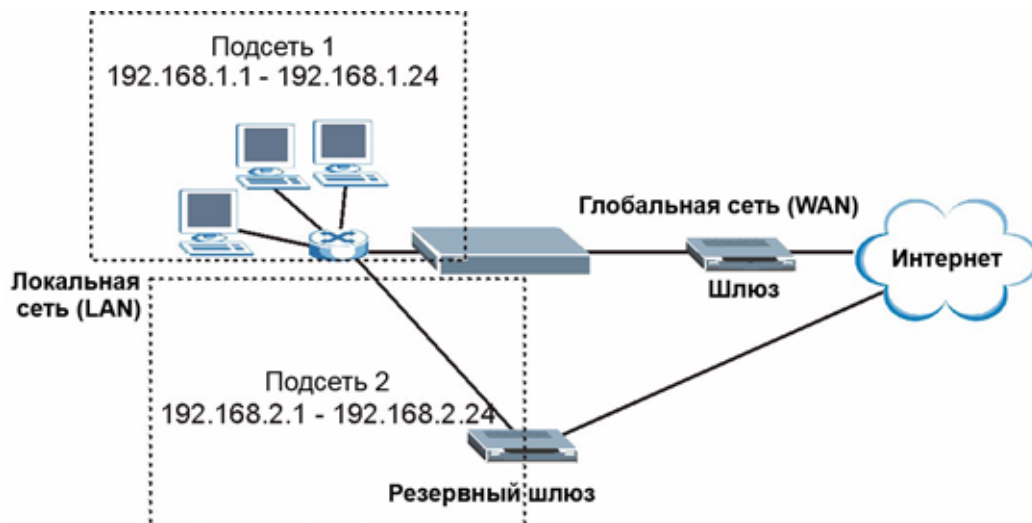 Подсеть 1
192.168.1.1 - 192.168.1.24
Глобальная сеть (WAN)
Интернет
Шлюз
Локальная
сеть (LAN)
Подсеть 2
192.168.2.1 - 192.168.2.24
Резервный шлюз